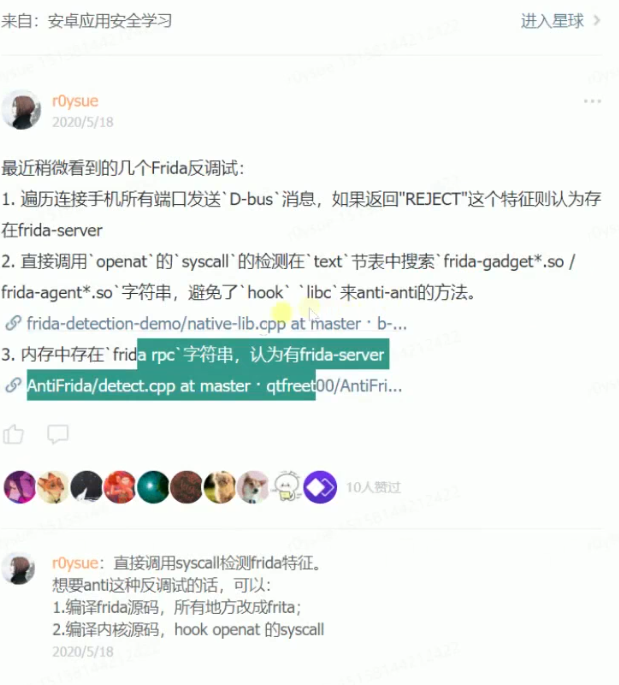 来自：安卓应用安全学习
进入星球 >
r0ysue
2020/5/18
最近稍微看到的几个Frida反调试：
1. 遍历连接手机所有端口发送`D-bus`消息，如果返回"REJECT"这个特征则认为存
在frida-server
2. 直接调用`openat`的`syscall`的检测在`text`节表中搜索`frida-gadget*.so /
frida-agent*.so`字符串，避免了`hook` `libc`来anti-anti的方法。
frida-detection-demo/native-lib.cpp at master · b-...
3. 内存中存在`frida rpc`字符串，认为有frida-server
AntiFrida/detect.cpp at master · qtfreet00/AntiFri...
10人赞过
r0ysue：直接调用syscall检测frida特征。
想要anti这种反调试的话，可以：
1.编译frida源码，所有地方改成frita；
2.编译内核源码，hook openat 的syscall
2020/5/18